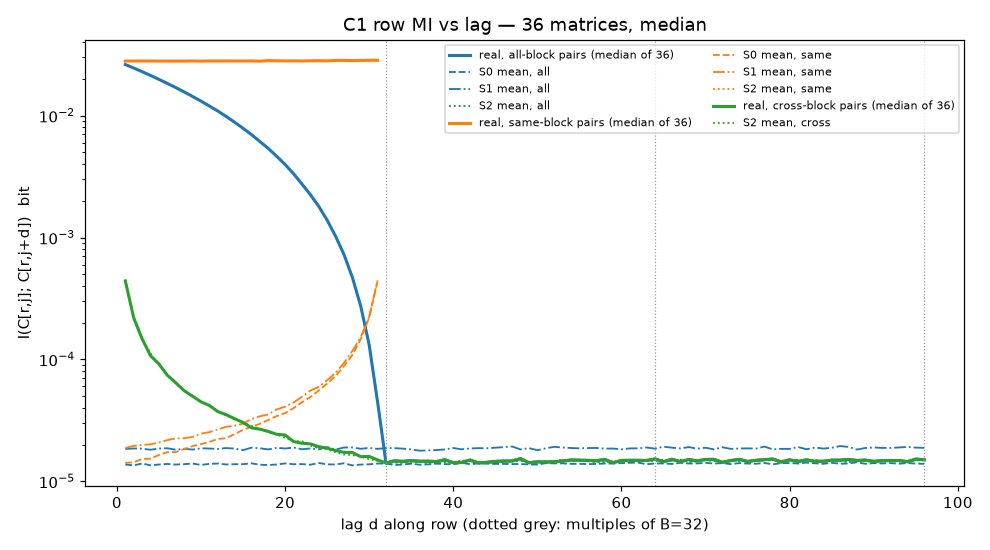 C1 row MI vs lag — 36 matrices, median
real, all-block pairs (median of 36)
S0 mean, all
S1 mean, all
S2 mean, all
real, same-block pairs (median of 36)
S0 mean, same
S1 mean, same
S2 mean, same
real, cross-block pairs (median of 36)
S2 mean, cross
I(C[r,j]; C[r,j+d]) bit
10⁻²
10⁻³
10⁻⁴
10⁻⁵
0 20 40 60 80 100
lag d along row (dotted grey: multiples of B=32)